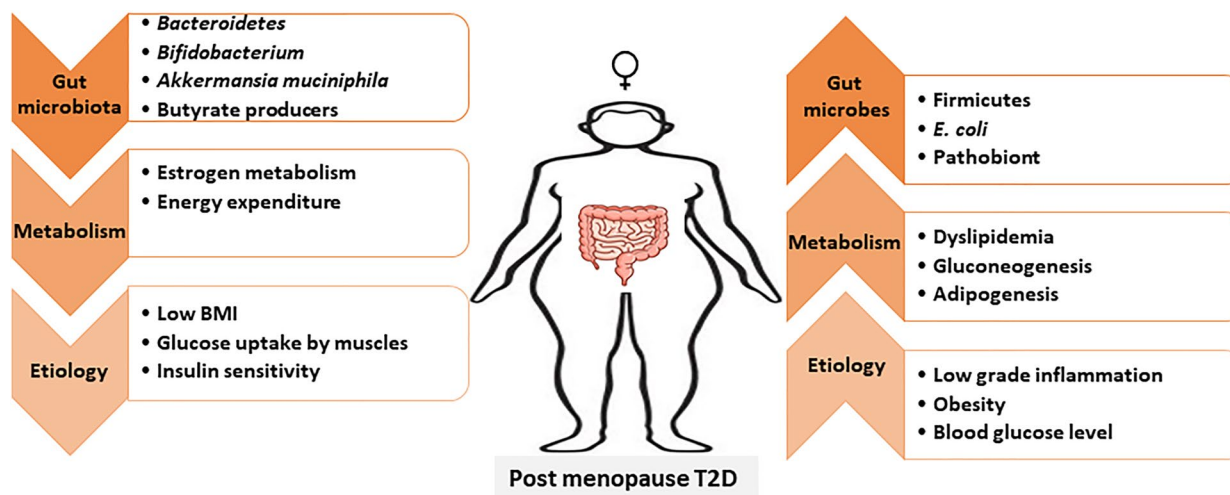 Gut
microbiota
• Bacteroidetes
• Bifidobacterium
• Akkermansia muciniphila
• Butyrate producers
Metabolism
• Estrogen metabolism
• Energy expenditure
Etiology
• Low BMI
• Glucose uptake by muscles
• Insulin sensitivity
♀
Post menopause T2D
Gut
microbes
• Firmicutes
• E. coli
• Pathobiont
Metabolism
• Dyslipidemia
• Gluconeogenesis
• Adipogenesis
Etiology
• Low grade inflammation
• Obesity
• Blood glucose level